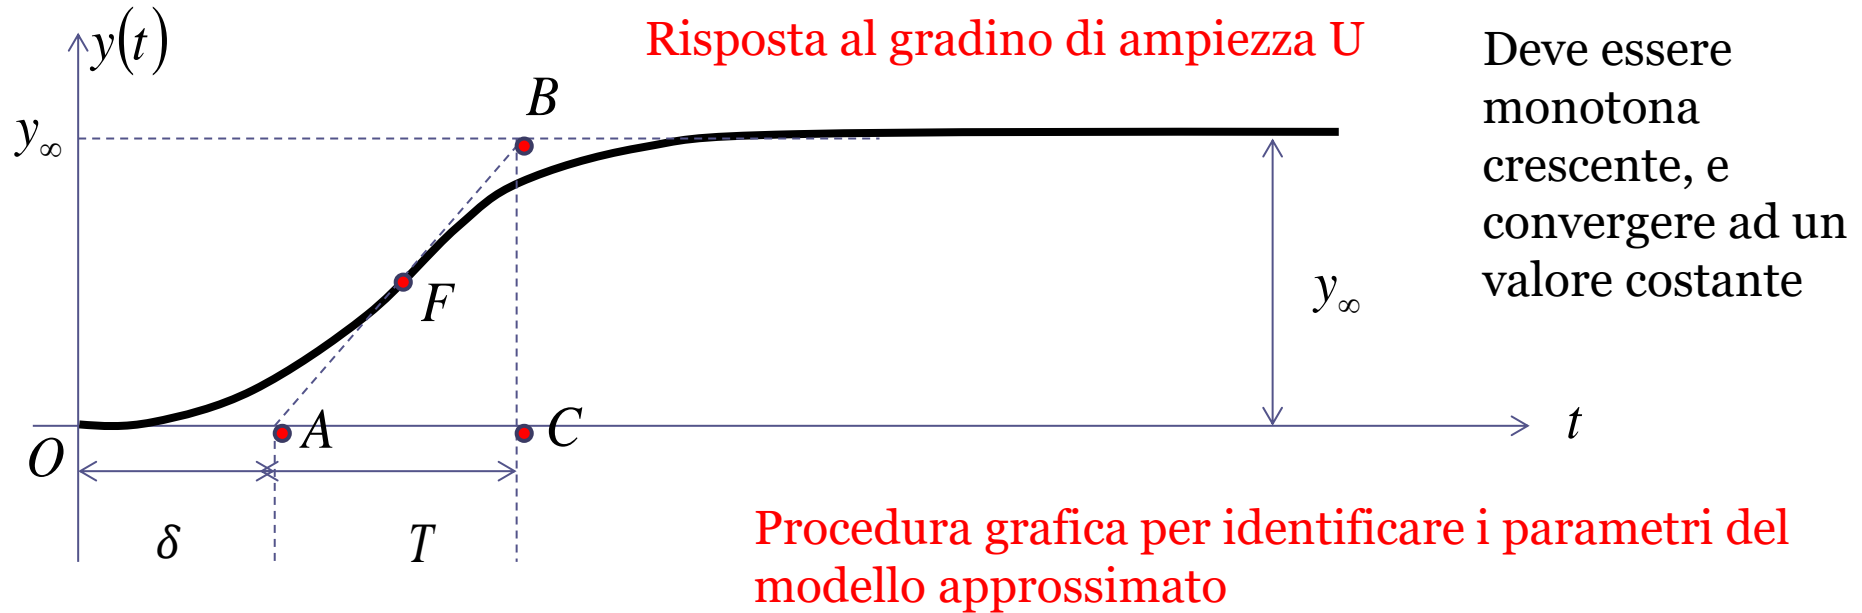 y(t)
Risposta al gradino di ampiezza U
Deve essere
monotona
crescente, e
convergere ad un
valore costante
B
y∞
F
y∞
O
A
C
t
δ
T
Procedura grafica per identificare i parametri del
modello approssimato